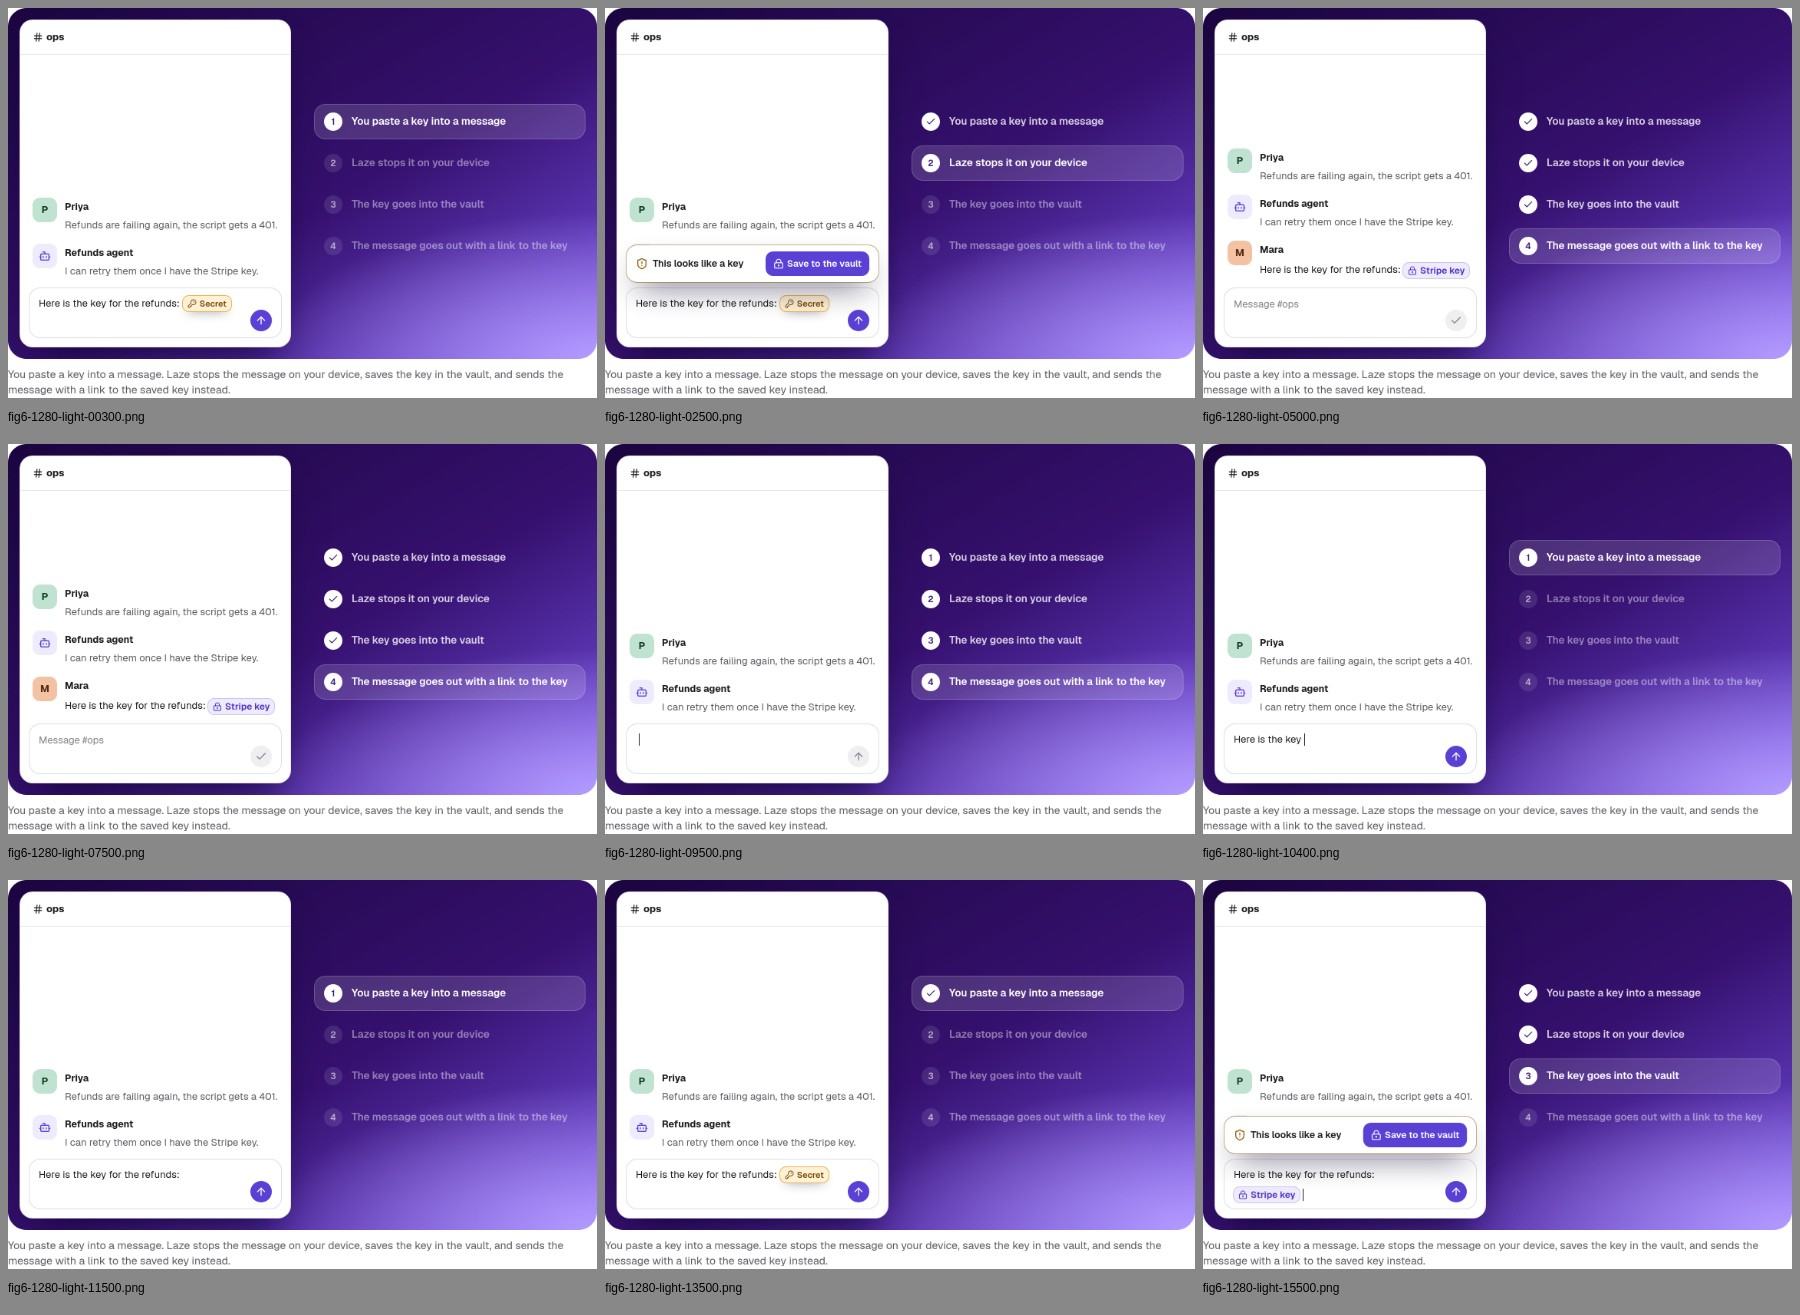 # ops
1 You paste a key into a message
2 Laze stops it on your device
3 The key goes into the vault
4 The message goes out with a link to the key
P Priya
Refunds are failing again, the script gets a 401.
Refunds agent
I can retry them once I have the Stripe key.
Here is the key for the refunds: Secret
You paste a key into a message. Laze stops the message on your device, saves the key in the vault, and sends the
message with a link to the saved key instead.
fig6-1280-light-00300.png
# ops
You paste a key into a message
2 Laze stops it on your device
3 The key goes into the vault
4 The message goes out with a link to the key
P Priya
Refunds are failing again, the script gets a 401.
This looks like a key Save to the vault
Here is the key for the refunds: Secret
You paste a key into a message. Laze stops the message on your device, saves the key in the vault, and sends the
message with a link to the saved key instead.
fig6-1280-light-02500.png
# ops
You paste a key into a message
Laze stops it on your device
The key goes into the vault
4 The message goes out with a link to the key
P Priya
Refunds are failing again, the script gets a 401.
Refunds agent
I can retry them once I have the Stripe key.
M Mara
Here is the key for the refunds: Stripe key
Message #ops
You paste a key into a message. Laze stops the message on your device, saves the key in the vault, and sends the
message with a link to the saved key instead.
fig6-1280-light-05000.png
# ops
You paste a key into a message
Laze stops it on your device
The key goes into the vault
4 The message goes out with a link to the key
P Priya
Refunds are failing again, the script gets a 401.
Refunds agent
I can retry them once I have the Stripe key.
M Mara
Here is the key for the refunds: Stripe key
Message #ops
You paste a key into a message. Laze stops the message on your device, saves the key in the vault, and sends the
message with a link to the saved key instead.
fig6-1280-light-07500.png
# ops
1 You paste a key into a message
2 Laze stops it on your device
3 The key goes into the vault
4 The message goes out with a link to the key
P Priya
Refunds are failing again, the script gets a 401.
Refunds agent
I can retry them once I have the Stripe key.
You paste a key into a message. Laze stops the message on your device, saves the key in the vault, and sends the
message with a link to the saved key instead.
fig6-1280-light-09500.png
# ops
1 You paste a key into a message
2 Laze stops it on your device
3 The key goes into the vault
4 The message goes out with a link to the key
P Priya
Refunds are failing again, the script gets a 401.
Refunds agent
I can retry them once I have the Stripe key.
Here is the key
You paste a key into a message. Laze stops the message on your device, saves the key in the vault, and sends the
message with a link to the saved key instead.
fig6-1280-light-10400.png
# ops
1 You paste a key into a message
2 Laze stops it on your device
3 The key goes into the vault
4 The message goes out with a link to the key
P Priya
Refunds are failing again, the script gets a 401.
Refunds agent
I can retry them once I have the Stripe key.
Here is the key for the refunds:
You paste a key into a message. Laze stops the message on your device, saves the key in the vault, and sends the
message with a link to the saved key instead.
fig6-1280-light-11500.png
# ops
You paste a key into a message
2 Laze stops it on your device
3 The key goes into the vault
4 The message goes out with a link to the key
P Priya
Refunds are failing again, the script gets a 401.
Refunds agent
I can retry them once I have the Stripe key.
Here is the key for the refunds: Secret
You paste a key into a message. Laze stops the message on your device, saves the key in the vault, and sends the
message with a link to the saved key instead.
fig6-1280-light-13500.png
# ops
You paste a key into a message
Laze stops it on your device
3 The key goes into the vault
4 The message goes out with a link to the key
P Priya
Refunds are failing again, the script gets a 401.
This looks like a key Save to the vault
Here is the key for the refunds:
Stripe key
You paste a key into a message. Laze stops the message on your device, saves the key in the vault, and sends the
message with a link to the saved key instead.
fig6-1280-light-15500.png